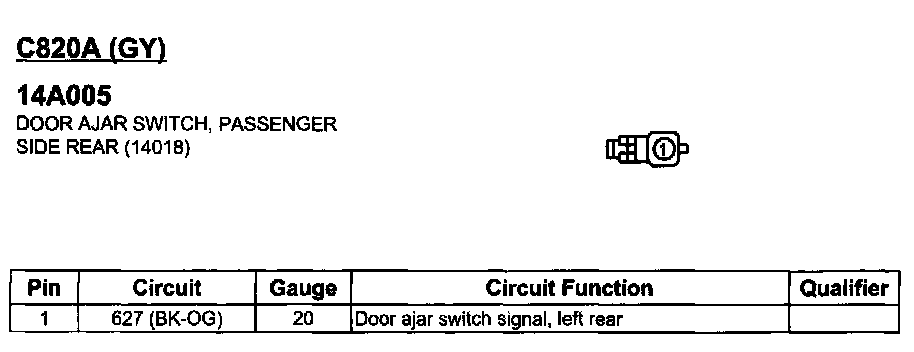 C820A (GY)
14A005
DOOR AJAR SWITCH, PASSENGER
SIDE REAR (14018)
1
Pin Circuit Gauge Circuit Function Qualifier
1 627 (BK-OG) 20 Door ajar switch signal, left rear